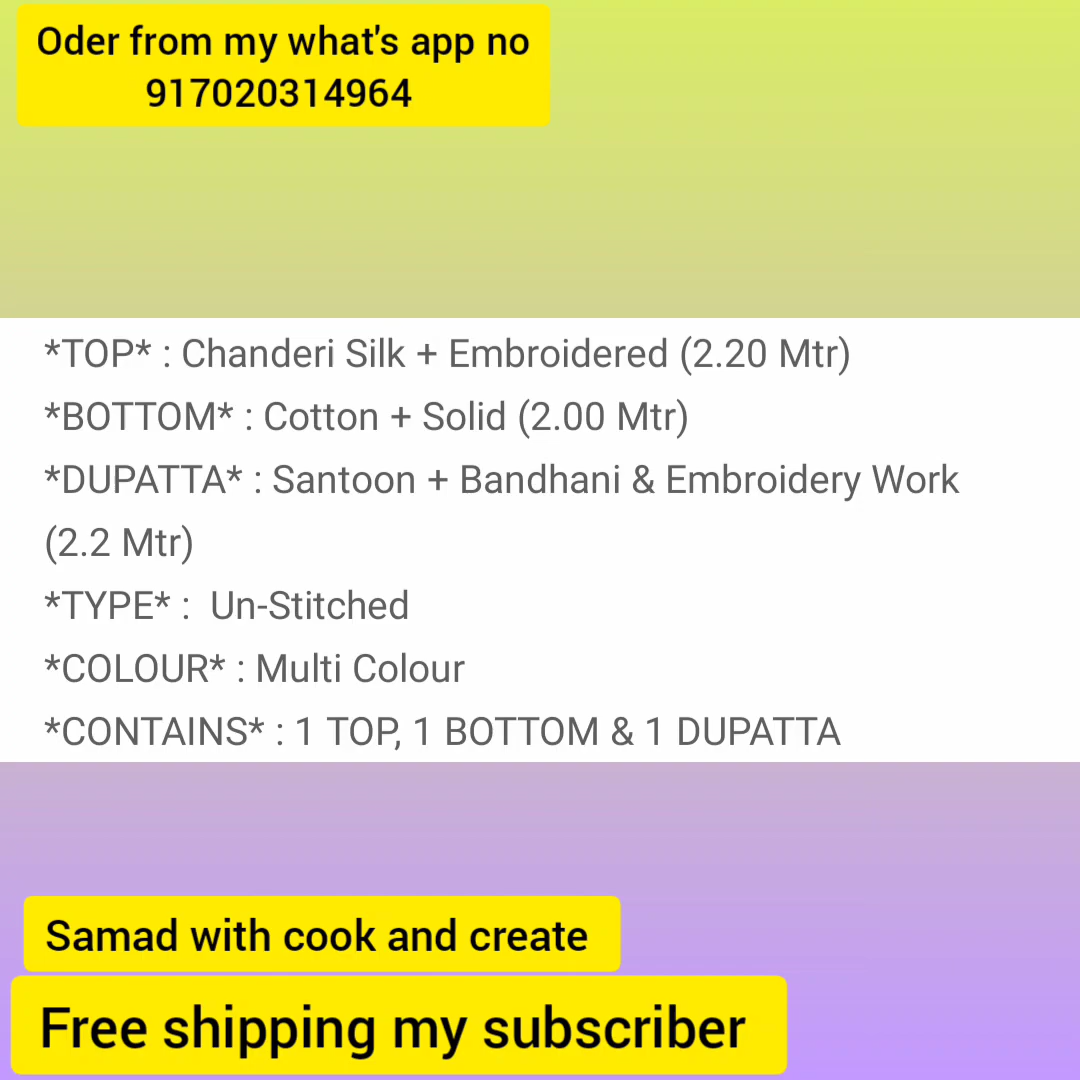 Oder from my what's app no
917020314964
*TOP* : Chanderi Silk + Embroidered (2.20 Mtr)
*BOTTOM* : Cotton + Solid (2.00 Mtr)
*DUPATTA* : Santoon + Bandhani & Embroidery Work
(2.2 Mtr)
*TYPE* :  Un-Stitched
*COLOUR* : Multi Colour
*CONTAINS* : 1 TOP, 1 BOTTOM & 1 DUPATTA
Samad with cook and create
Free shipping my subscriber